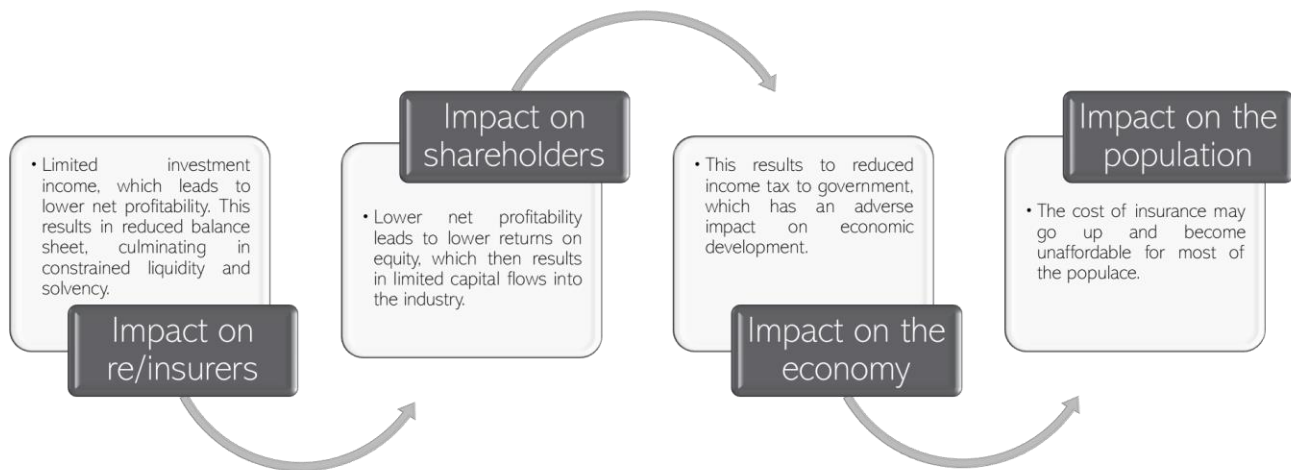 • Limited investment
income, which leads to
lower net profitability. This
results in reduced balance
sheet, culminating in
constrained liquidity and
solvency.
Impact on
re/insurers
Impact on
shareholders
• Lower net profitability
leads to lower returns on
equity, which then results
in limited capital flows into
the industry.
• This results to reduced
income tax to government,
which has an adverse
impact on economic
development.
Impact on the
economy
Impact on the
population
• The cost of insurance may
go up and become
unaffordable for most of
the populace.